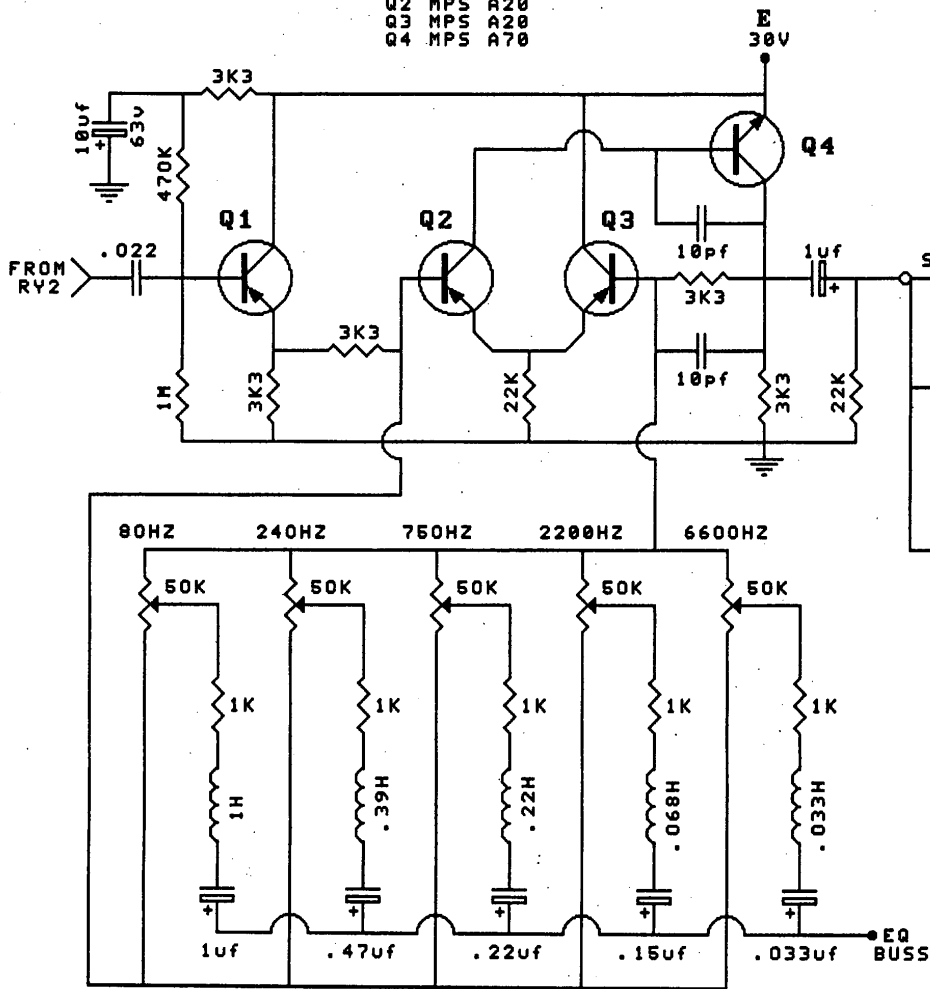 Q2 MPS A20
Q3 MPS A20
Q4 MPS A70
E
30V
3K3
10uf
63v
+
470K
Q1
Q2
Q3
Q4
.022
10pf
1uf
+
S
FROM
RY2
3K3
3K3
10pf
1M
3K3
22K
3K3
22K
80HZ
240HZ
750HZ
2200HZ
6600HZ
50K
50K
50K
50K
50K
1K
1K
1K
1K
1K
1H
.39H
.22H
.068H
.033H
+
+
+
+
+
1uf
.47uf
.22uf
.15uf
.033uf
EQ
BUSS